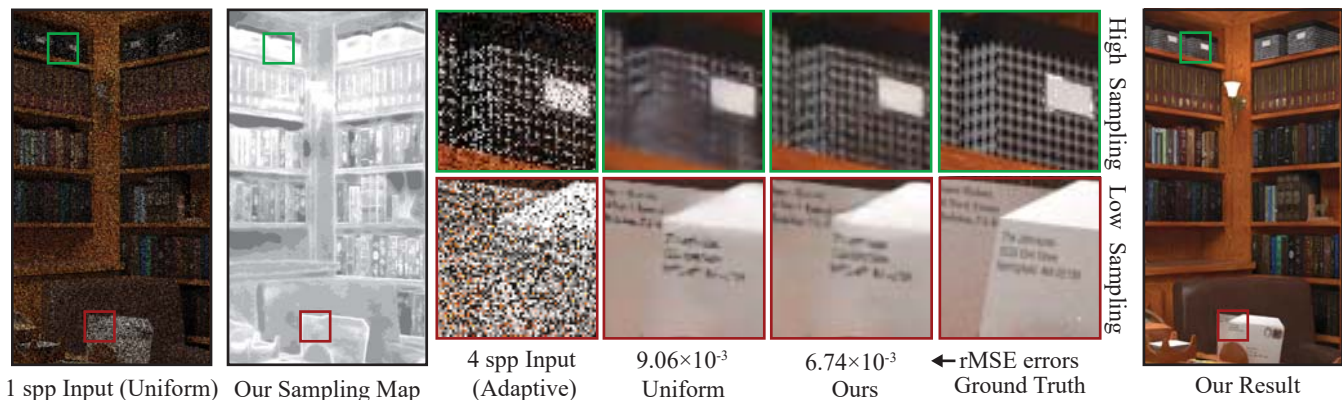 High Sampling
Low Sampling
1 spp Input (Uniform)
Our Sampling Map
4 spp Input
(Adaptive)
9.06×10⁻³
Uniform
6.74×10⁻³
Ours
← rMSE errors
Ground Truth
Our Result